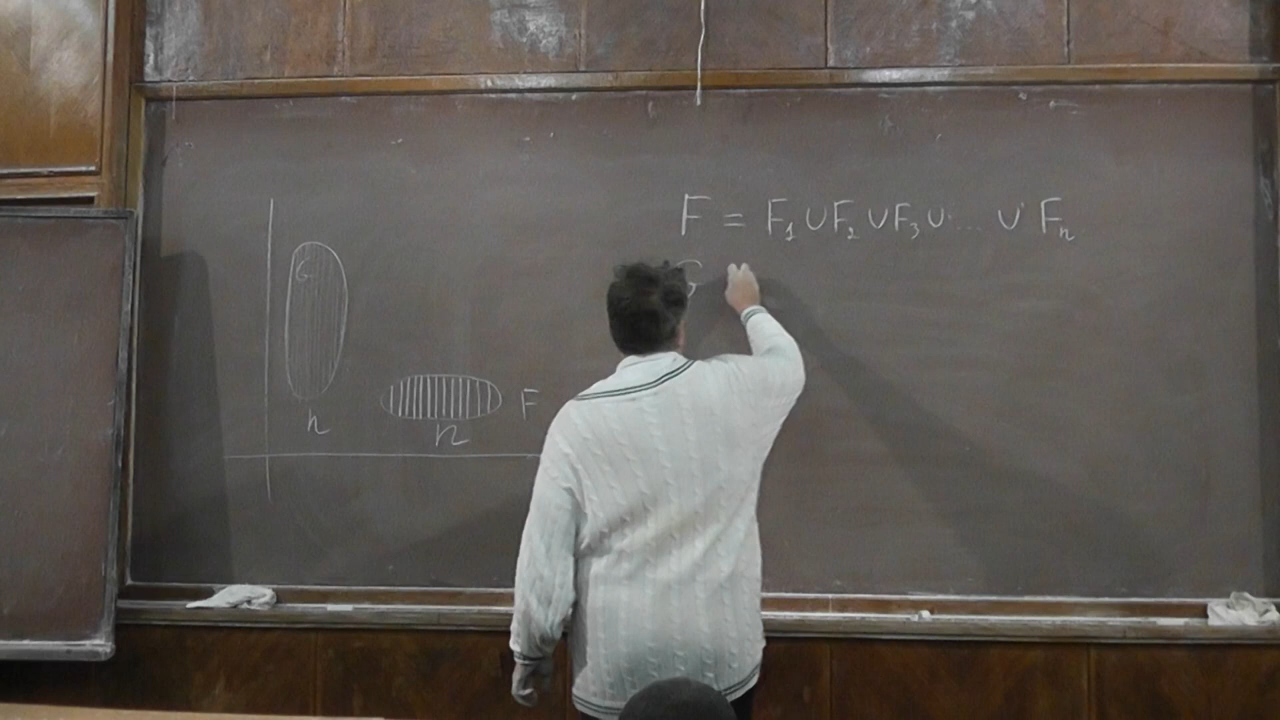 F = F₁ ∪ F₂ ∪ F₃ ∪ ... ∪ Fₙ
G
G
n
F
n